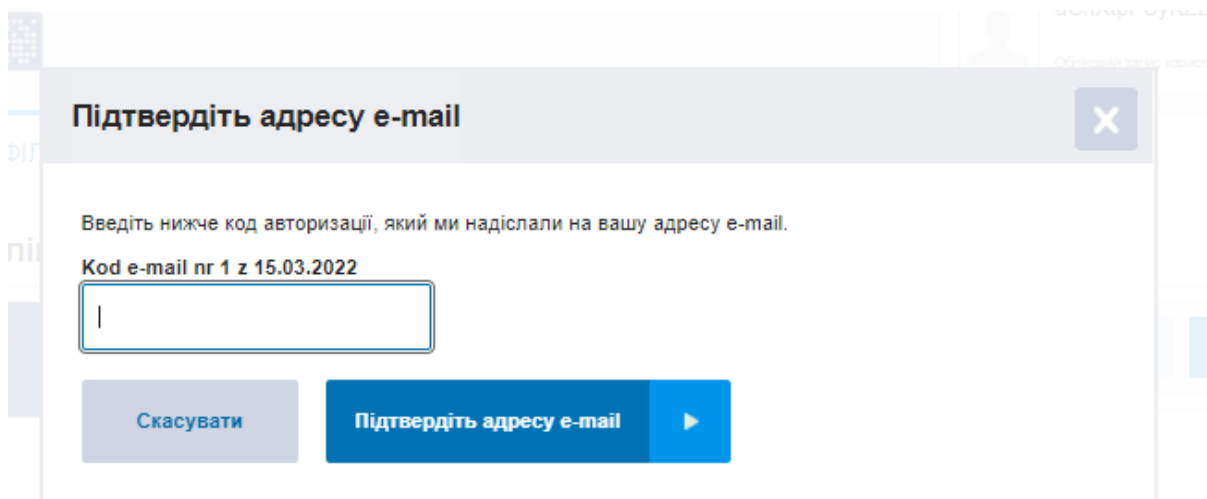 Підтвердіть адресу e-mail
Введіть нижче код авторизації, який ми надіслали на вашу адресу e-mail.
Kod e-mail nr 1 z 15.03.2022
Скасувати
Підтвердіть адресу e-mail